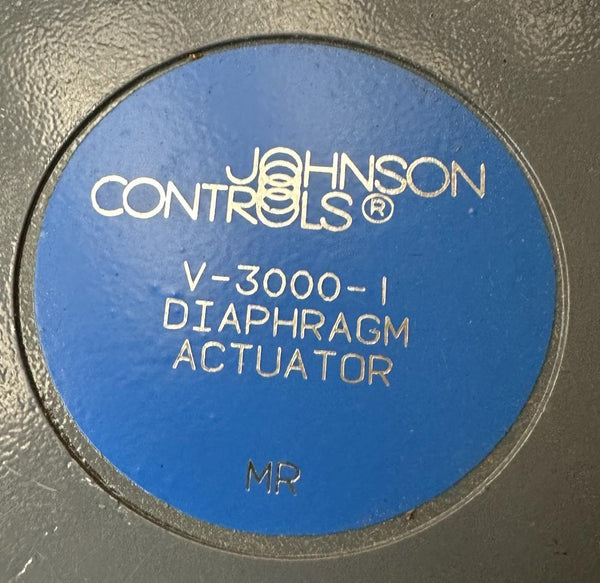 JOHNSON
CONTROLS®
V-3000-1
DIAPHRAGM
ACTUATOR
MR